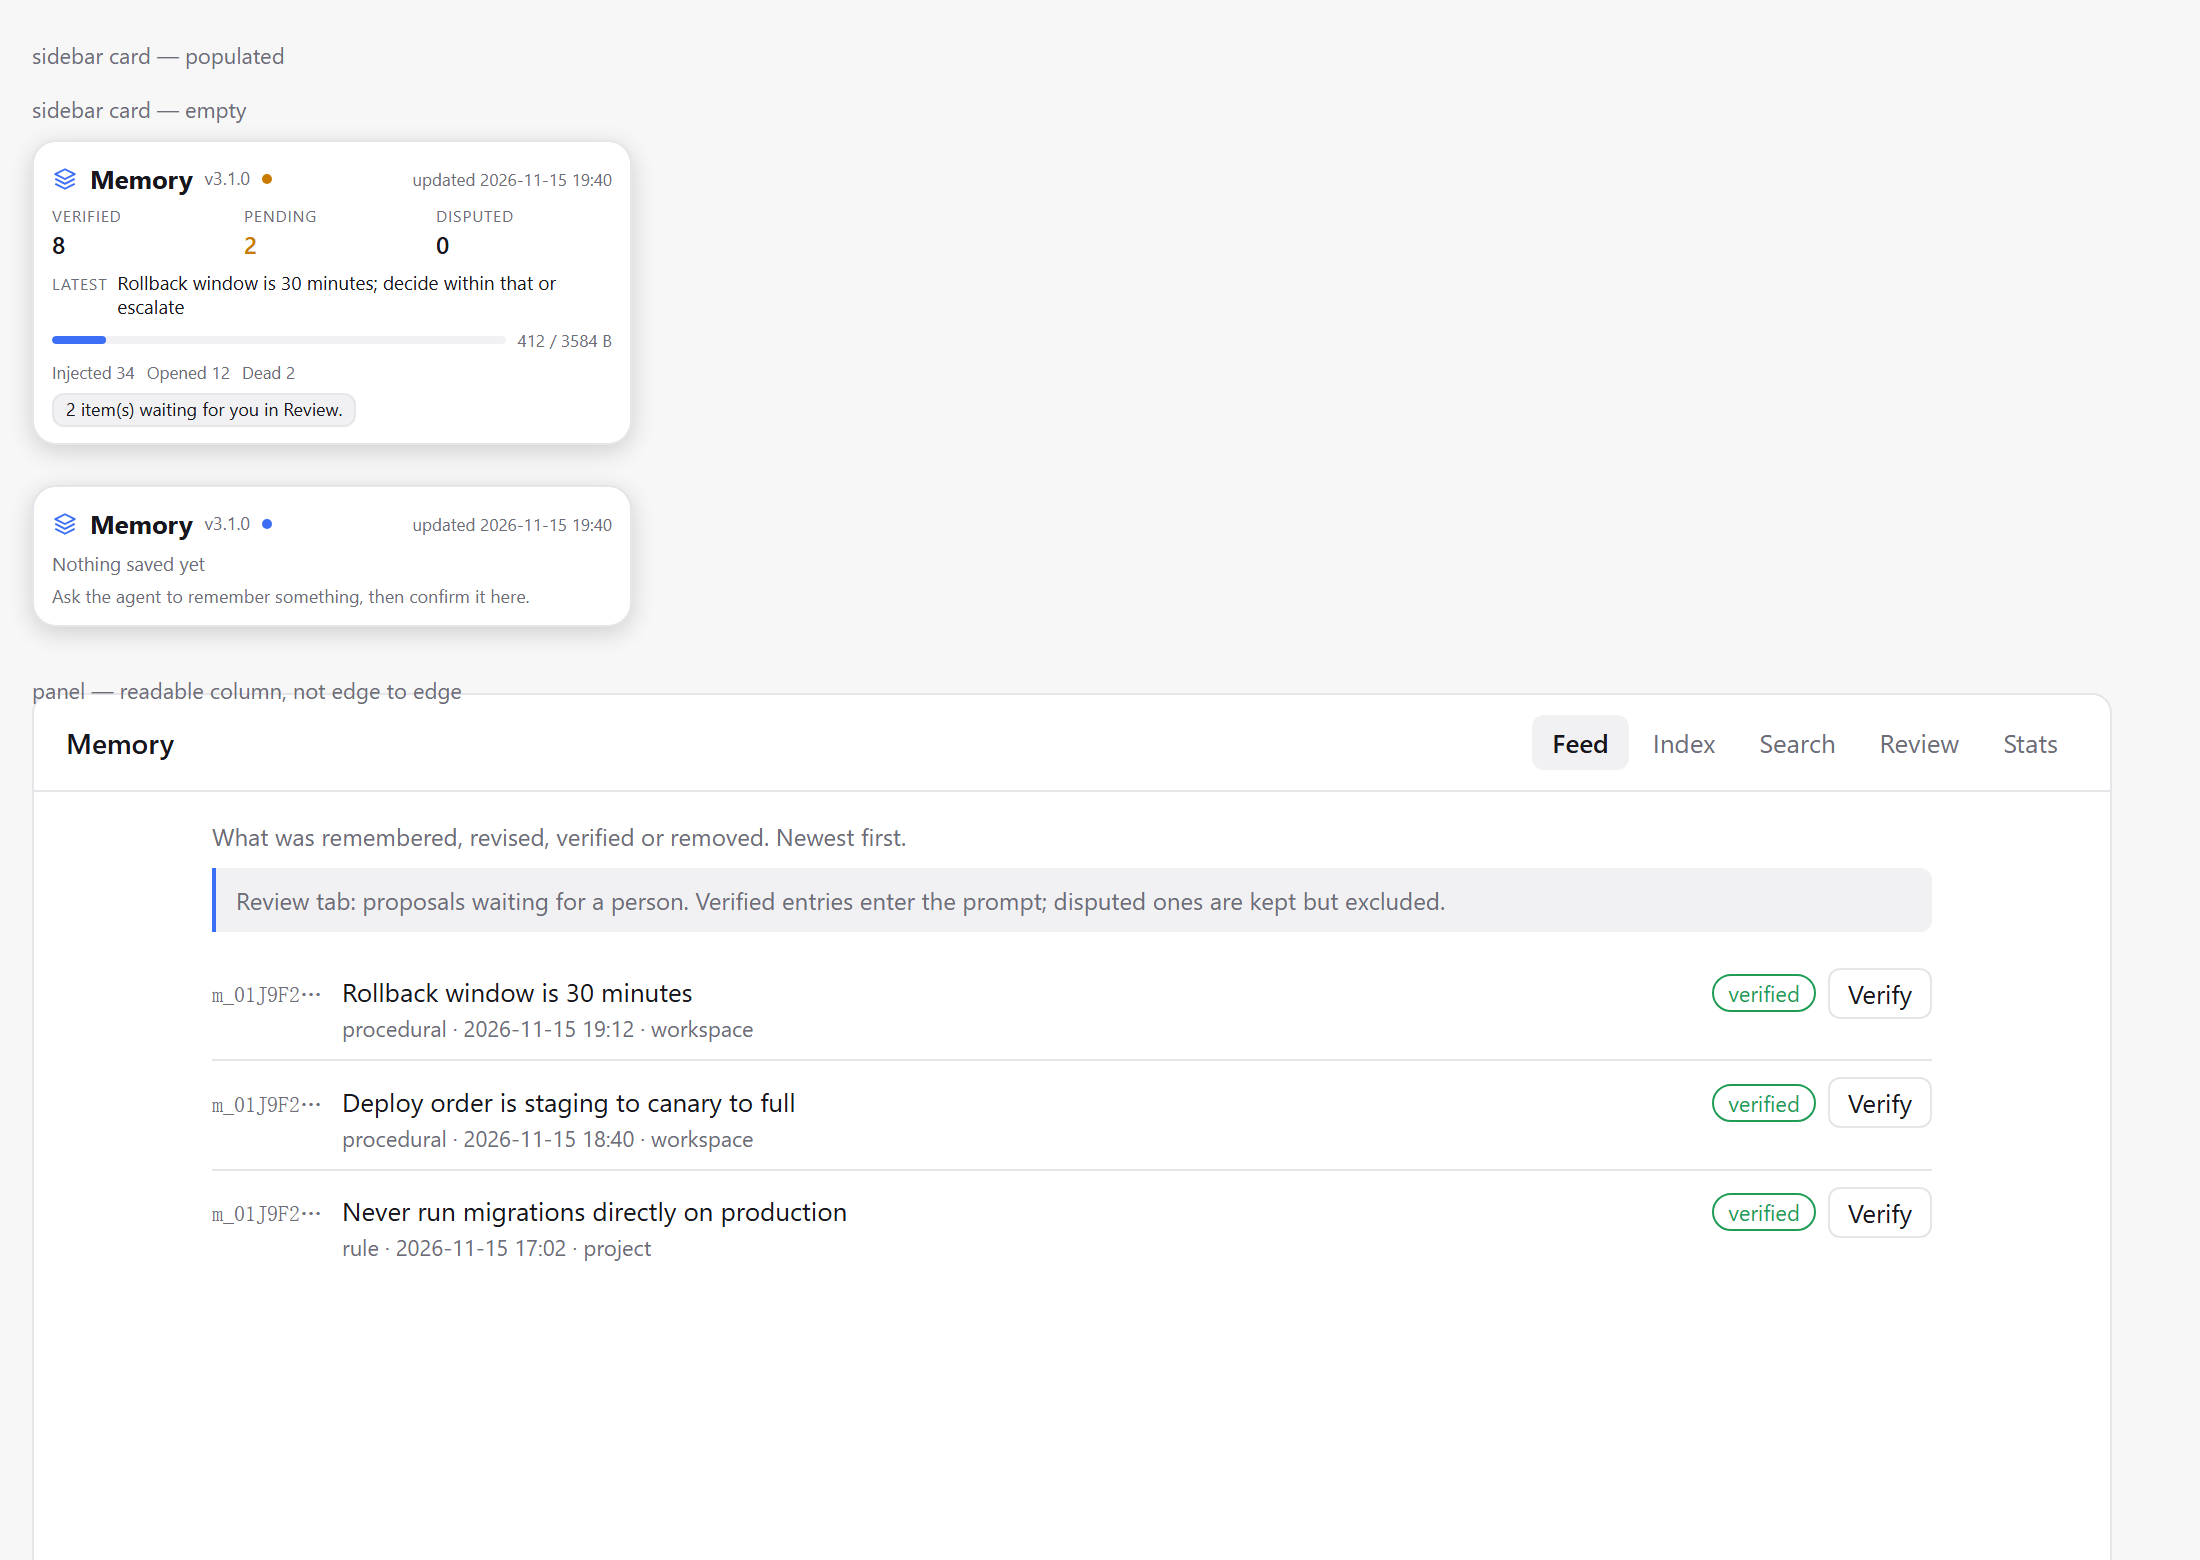 sidebar card — populated
sidebar card — empty
Memory v3.1.0 updated 2026-11-15 19:40
VERIFIED PENDING DISPUTED
8 2 0
LATEST Rollback window is 30 minutes; decide within that or
escalate
412 / 3584 B
Injected 34 Opened 12 Dead 2
2 item(s) waiting for you in Review.
Memory v3.1.0 updated 2026-11-15 19:40
Nothing saved yet
Ask the agent to remember something, then confirm it here.
panel — readable column, not edge to edge
Memory Feed Index Search Review Stats
What was remembered, revised, verified or removed. Newest first.
Review tab: proposals waiting for a person. Verified entries enter the prompt; disputed ones are kept but excluded.
m_01J9F2… Rollback window is 30 minutes verified Verify
procedural · 2026-11-15 19:12 · workspace
m_01J9F2… Deploy order is staging to canary to full verified Verify
procedural · 2026-11-15 18:40 · workspace
m_01J9F2… Never run migrations directly on production verified Verify
rule · 2026-11-15 17:02 · project